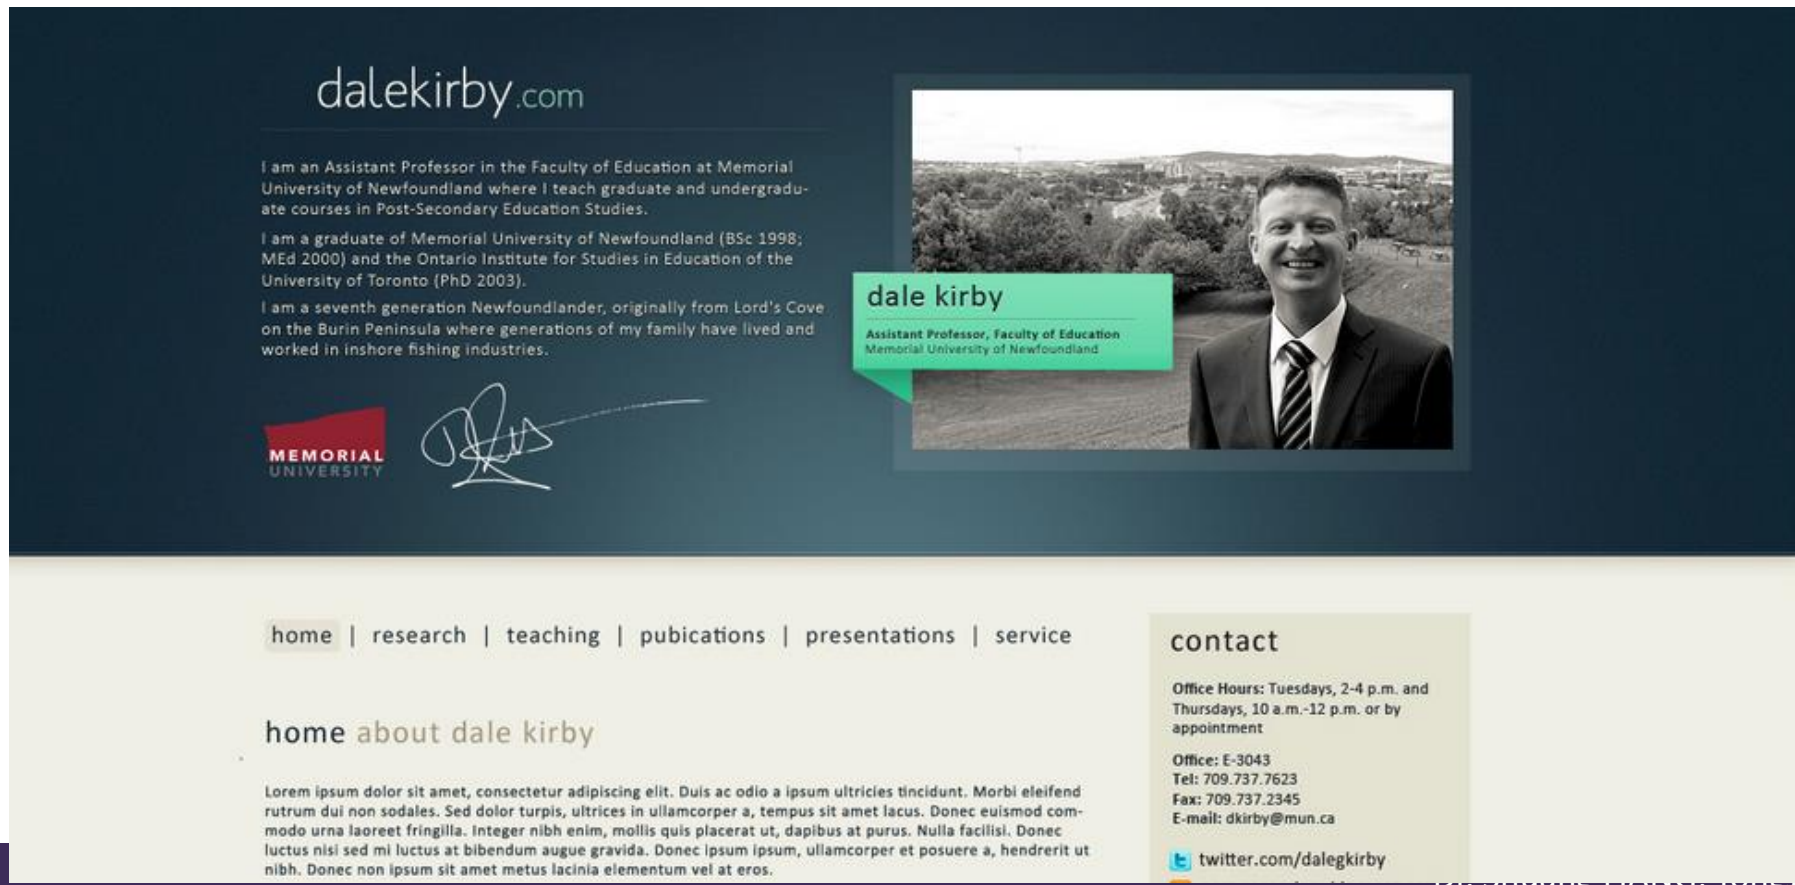 dalekirby.com
I am an Assistant Professor in the Faculty of Education at Memorial
University of Newfoundland where I teach graduate and undergradu-
ate courses in Post-Secondary Education Studies.
I am a graduate of Memorial University of Newfoundland (BSc 1998;
MEd 2000) and the Ontario Institute for Studies in Education of the
University of Toronto (PhD 2003).
I am a seventh generation Newfoundlander, originally from Lord's Cove
on the Burin Peninsula where generations of my family have lived and
worked in inshore fishing industries.
MEMORIAL
UNIVERSITY
dale kirby
Assistant Professor, Faculty of Education
Memorial University of Newfoundland
home | research | teaching | pubications | presentations | service
home about dale kirby
Lorem ipsum dolor sit amet, consectetur adipiscing elit. Duis ac odio a ipsum ultricies tincidunt. Morbi eleifend
rutrum dui non sodales. Sed dolor turpis, ultrices in ullamcorper a, tempus sit amet lacus. Donec euismod com-
modo urna laoreet fringilla. Integer nibh enim, mollis quis placerat ut, dapibus at purus. Nulla facilisi. Donec
luctus nisl sed mi luctus at bibendum augue gravida. Donec ipsum ipsum, ullamcorper et posuere a, hendrerit ut
nibh. Donec non ipsum sit amet metus lacinia elementum vel at eros.
contact
Office Hours: Tuesdays, 2-4 p.m. and
Thursdays, 10 a.m.-12 p.m. or by
appointment
Office: E-3043
Tel: 709.737.7623
Fax: 709.737.2345
E-mail: dkirby@mun.ca
twitter.com/dalegkirby